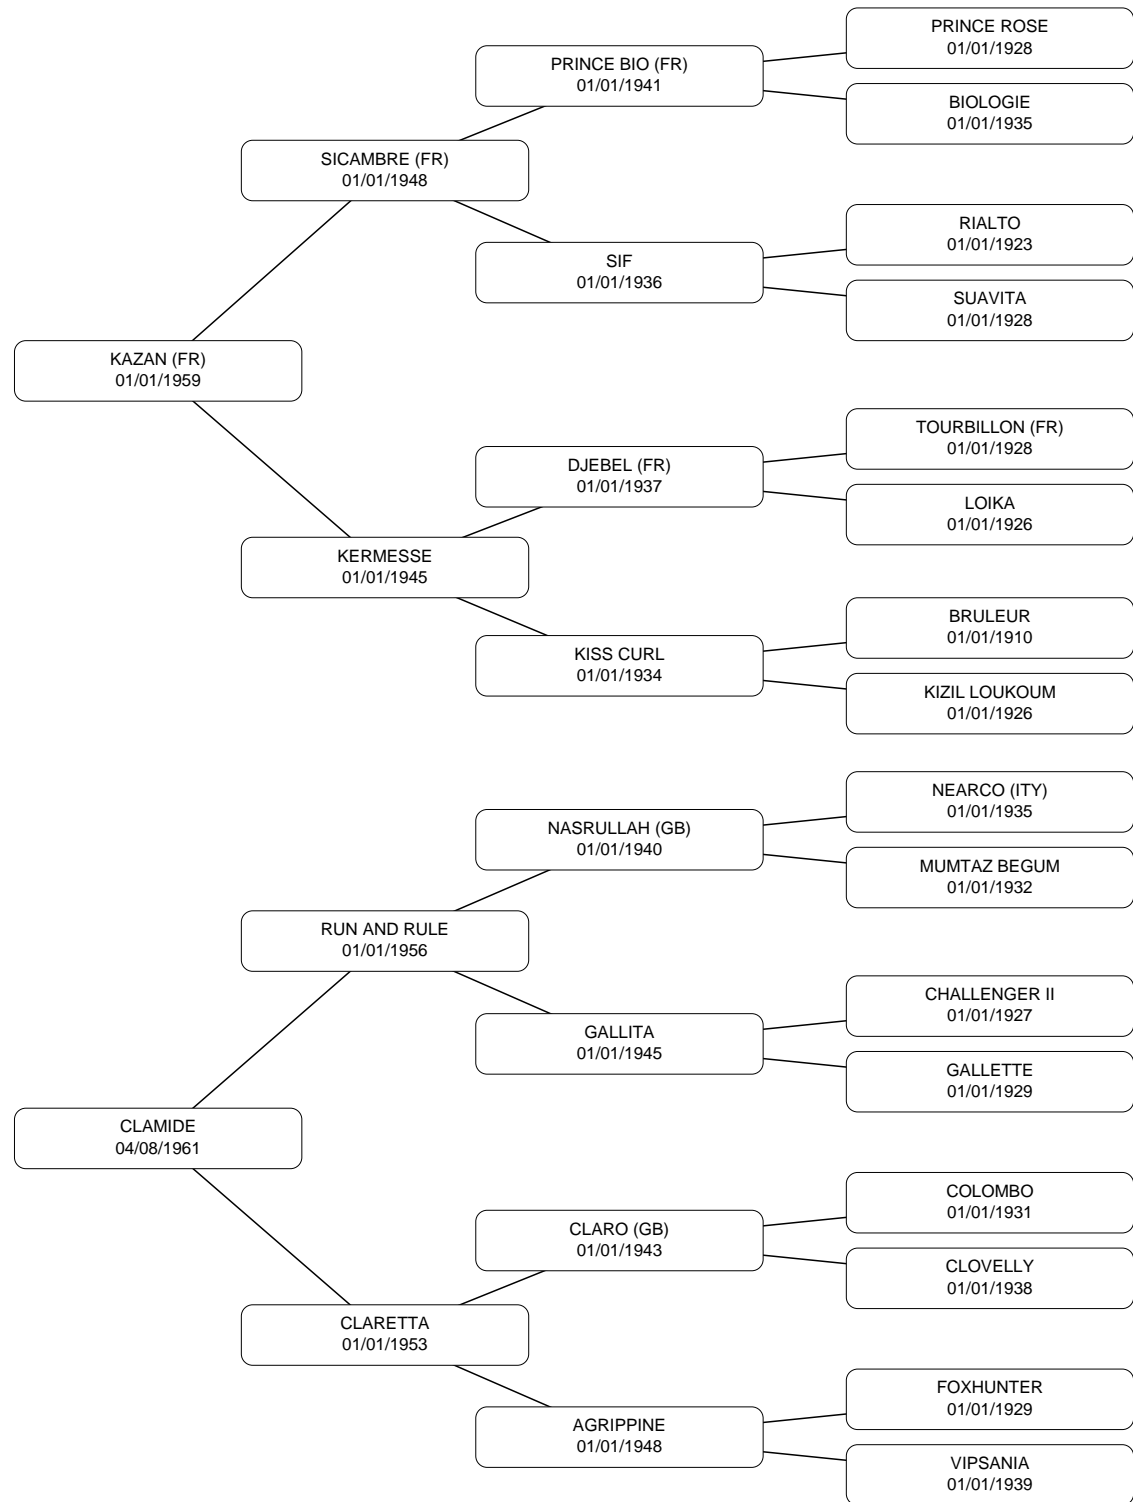 PRINCE ROSE
01/01/1928
PRINCE BIO (FR)
01/01/1941
BIOLOGIE
01/01/1935
SICAMBRE (FR)
01/01/1948
RIALTO
01/01/1923
SIF
01/01/1936
SUAVITA
01/01/1928
KAZAN (FR)
01/01/1959
TOURBILLON (FR)
01/01/1928
DJEBEL (FR)
01/01/1937
LOIKA
01/01/1926
KERMESSE
01/01/1945
BRULEUR
01/01/1910
KISS CURL
01/01/1934
KIZIL LOUKOUM
01/01/1926
NEARCO (ITY)
01/01/1935
NASRULLAH (GB)
01/01/1940
MUMTAZ BEGUM
01/01/1932
RUN AND RULE
01/01/1956
CHALLENGER II
01/01/1927
GALLITA
01/01/1945
GALLETTE
01/01/1929
CLAMIDE
04/08/1961
COLOMBO
01/01/1931
CLARO (GB)
01/01/1943
CLOVELLY
01/01/1938
CLARETTA
01/01/1953
FOXHUNTER
01/01/1929
AGRIPPINE
01/01/1948
VIPSANIA
01/01/1939